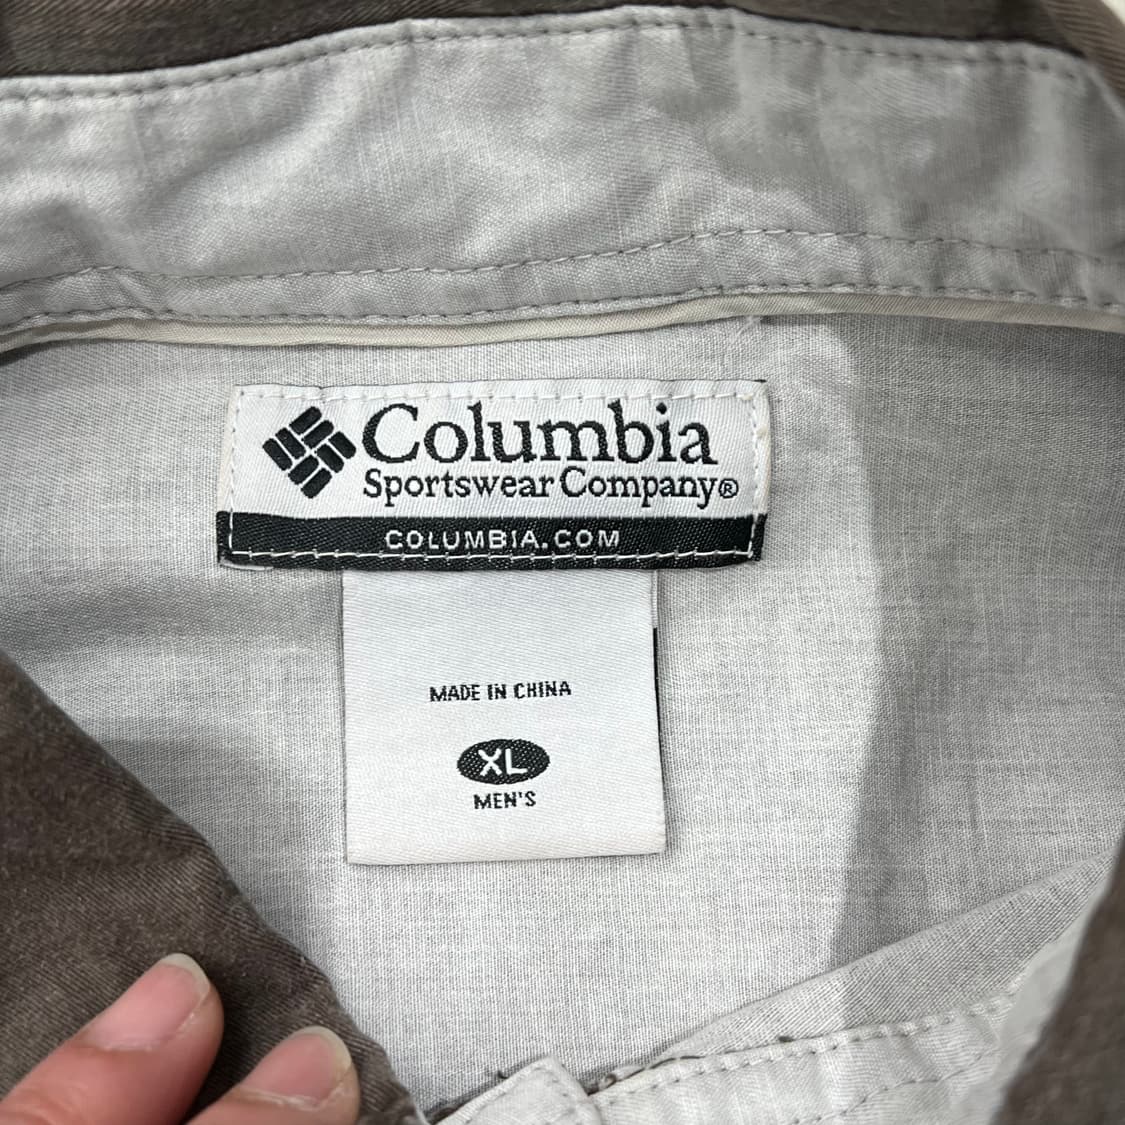 Columbia
Sportswear Company®
COLUMBIA.COM
MADE IN CHINA
XL
MEN'S